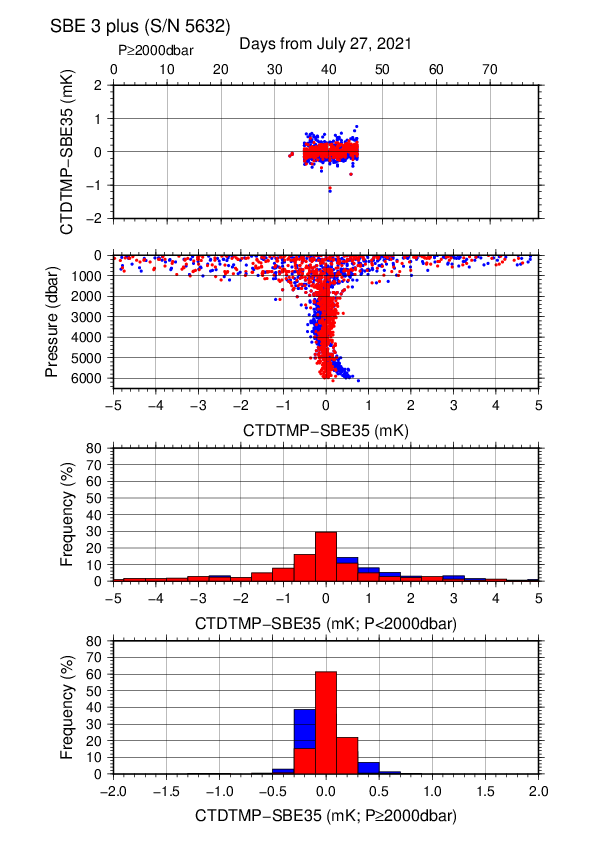 SBE 3 plus (S/N 5632)
P≥2000dbar
Days from July 27, 2021
0 10 20 30 40 50 60 70
CTDTMP−SBE35 (mK)
2
1
0
−1
−2
Pressure (dbar)
0
1000
2000
3000
4000
5000
6000
−5 −4 −3 −2 −1 0 1 2 3 4 5
CTDTMP−SBE35 (mK)
Frequency (%)
80
70
60
50
40
30
20
10
0
−5 −4 −3 −2 −1 0 1 2 3 4 5
CTDTMP−SBE35 (mK; P<2000dbar)
Frequency (%)
80
70
60
50
40
30
20
10
0
−2.0 −1.5 −1.0 −0.5 0.0 0.5 1.0 1.5 2.0
CTDTMP−SBE35 (mK; P≥2000dbar)